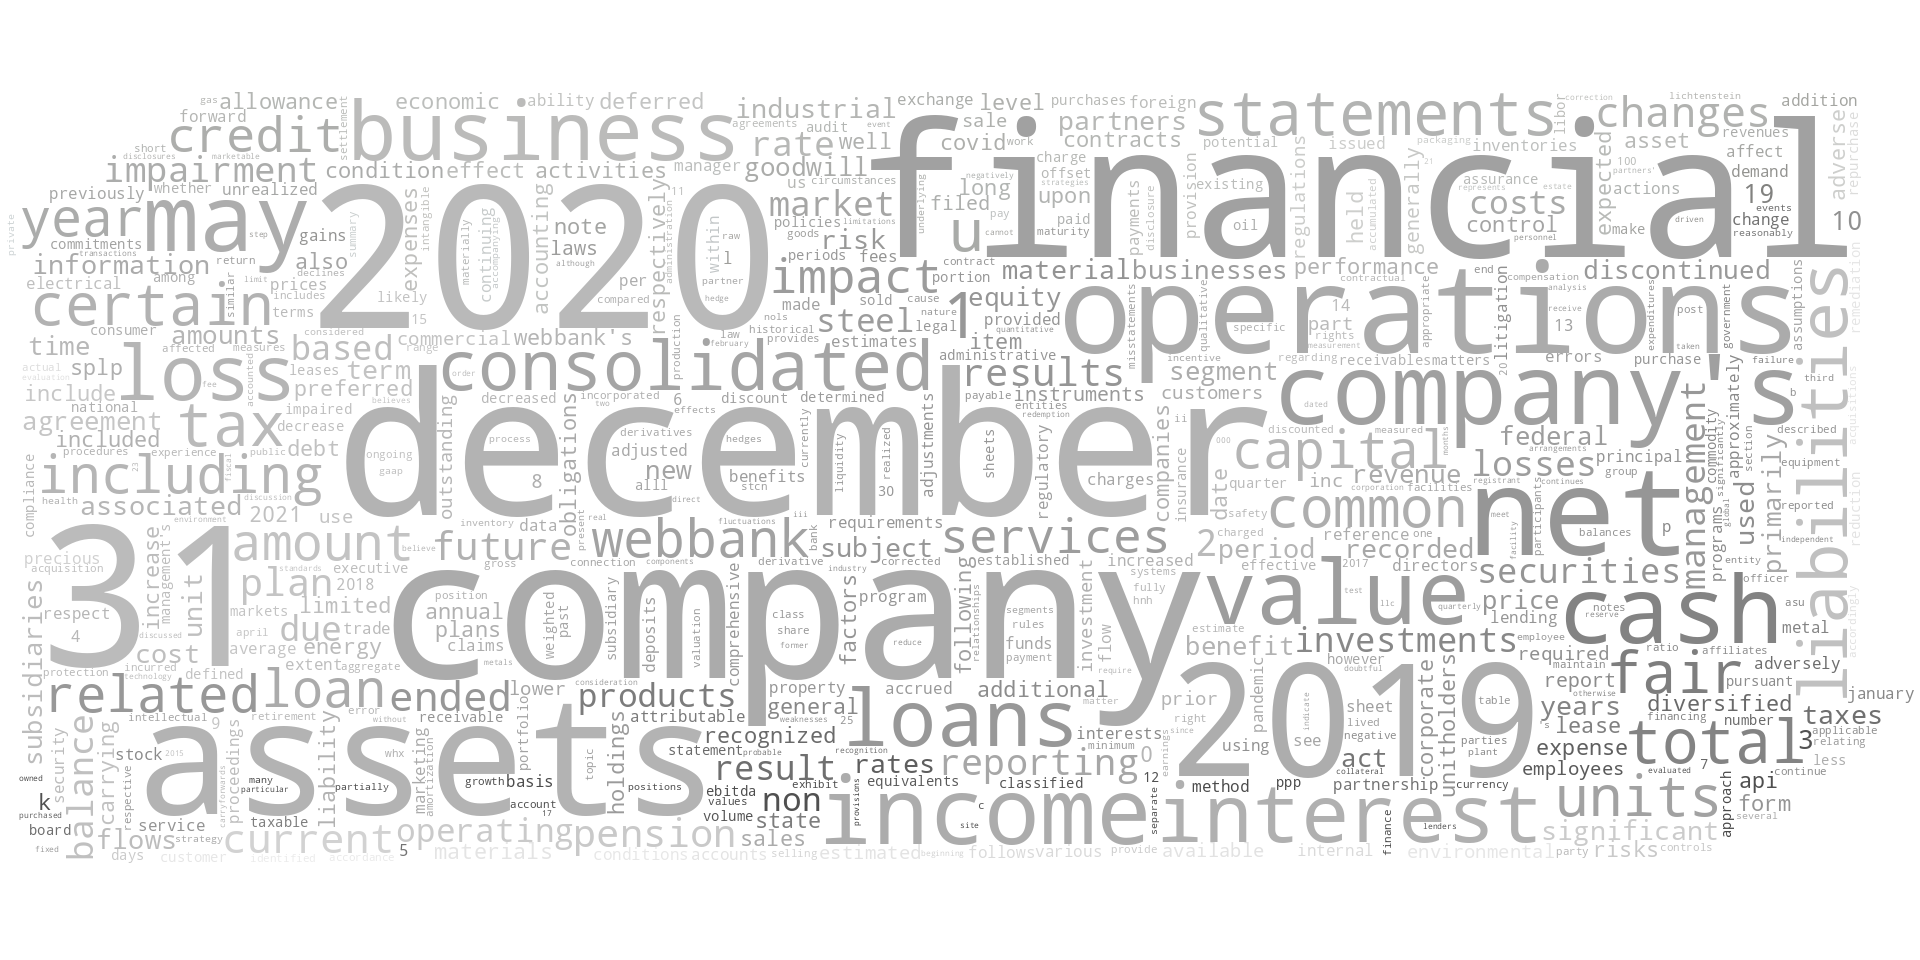 gas allowance economic ability deferred industrial exchange level purchases foreign statements libor correction changes lichtenstein addition
forward credit settlement business agreements event audit sale partners financial
short disclosures marketable rate well covid work contracts potential issued packaging inventories asset revenues adverse repurchase
impairment condition effect activities manager goodwill charge offset regulations generally expected 100 affect demand
previously whether unrealized us circumstances negatively long strategies assurance existing represents estate partners' actions 19
year may 2020 market policies limitations filed upon payments disclosure provision held accumulated costs control events 10
private commitments step summary gains expenses intangible accounting respectively note laws risk u pay paid cannot maturity oil driven personnel make change reasonably
information transactions return also materially continuing accompanying administration within raw goods periods fees contract
electrical among declines prices likely per partner although impact portion material businesses performance end compensation discontinued liabilities remediation
certain similar includes limit terms 15 compared hedge made sold cause 1 equity operations 14 contractual analysis receive
amounts consumer considered commercial webbank's law nols steel nature provided qualitative specific part appropriate litigation 13 expenditures post government assumptions
time affected measures range february historical provides legal quantitative item misstatements rights measurement errors taken
based leases consolidated production estimates administrative incentive regarding receivables matters 20 purchase failure
actual evaluation splp loss fee accounted term order results segment company's third
include preferred believes decreased incorporated two 6 discount determined payable instruments customers b acquisitions
agreement national tax impaired december effects entities redemption ii dated federal approximately described
included decrease debt process derivatives currently adjustments regulatory companies discounted 000 capital measured months arrangements principal commodity significantly section
procedures experience public ongoing hedges adjusted liquidity realized sheets losses group equipment
including 23 fiscal gaap outstanding new benefits inc revenue net management
compliance health associated discussion 8 alli stcn 30 charges insurance date quarter corporation facilities registrant continues used primarily reported reduction
2021 use obligations direct common global p
environment inventory data fluctuations iii requirements safety participants programs balances independent
31 amount future present real webbank bank subject services 2 charged reference one meet facility entity
precious acquisition believe gross connection components corrected established increased period recorded
subsidiaries increase management's standards executive derivative industry systems effective 2017 directors securities officer
plan 2018 comprehensive factors following company value test llc quarterly price notes asu accordingly
respect unit markets limited position weighted past class program segments fully hnh lending reserve cash
4 april annual share rules relationships investment estimate employee ratio metal
discussed due trade plans subsidiary deposits valuation former reduce funds flow benefit investments affiliates
cost average energy claims payment require however required doubtful maintain fair adversely
protection incurred technology defined extent aggregate metals consideration property accrued additional prior pandemic report otherwise pursuant
related loan ended lower products general matter unitholders years diversified january
intellectual retirement without receivable portfolio attributable 25 loans interests right 2019 table corporate lease financing number taxes
balance carrying 9 liability weaknesses recognized minimum since lived sheet 's total 3 applicable
security stock 2015 proceedings assets whx topic holdings statement probable recognition 0 using see indicate negative parties plant expense relating
owned many particular partially marketing amortization growth basis positions result rates reporting earnings act employees 7 evaluated less
k respective carryforwards account ebitda exhibit equivalents classified 12 method ppp collateral partnership currency approach api continue
purchased 17 values non provisions c separate units form
board service taxable volume state income site interest finance lenders significant several
fixed flows strategy current operating pension sales risks controls
days customer identified accordance 5 materials conditions accounts selling estimated beginning follows various provide available internal environmental party